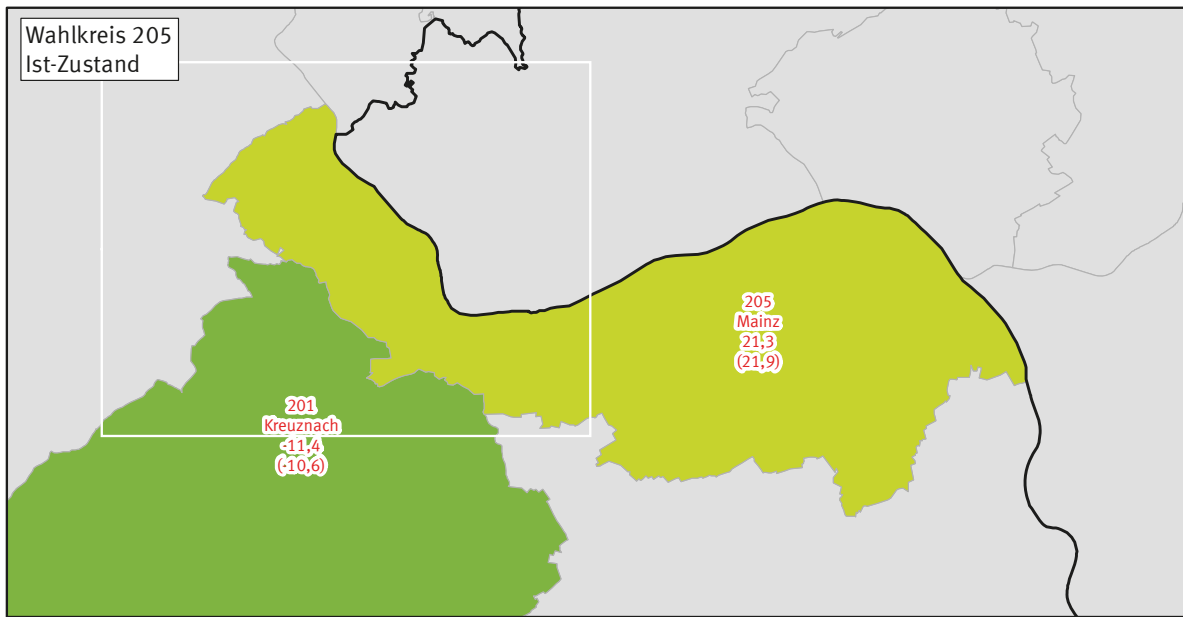 Wahlkreis 205
Ist-Zustand
205
Mainz
21,3
(21,9)
201
Kreuznach
-11,4
(-10,6)